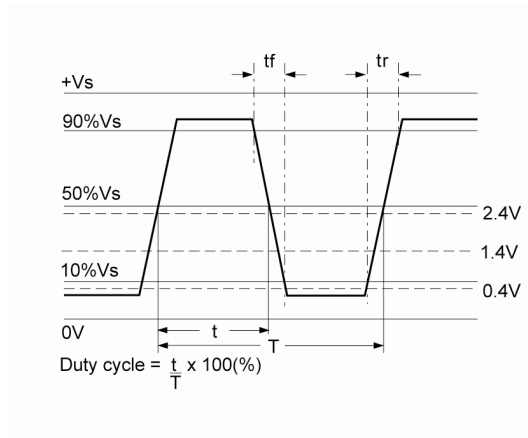 tf
tr
+Vs
90%Vs
50%Vs
2.4V
1.4V
10%Vs
0.4V
0V
t
T
Duty cycle = t/T x 100(%)